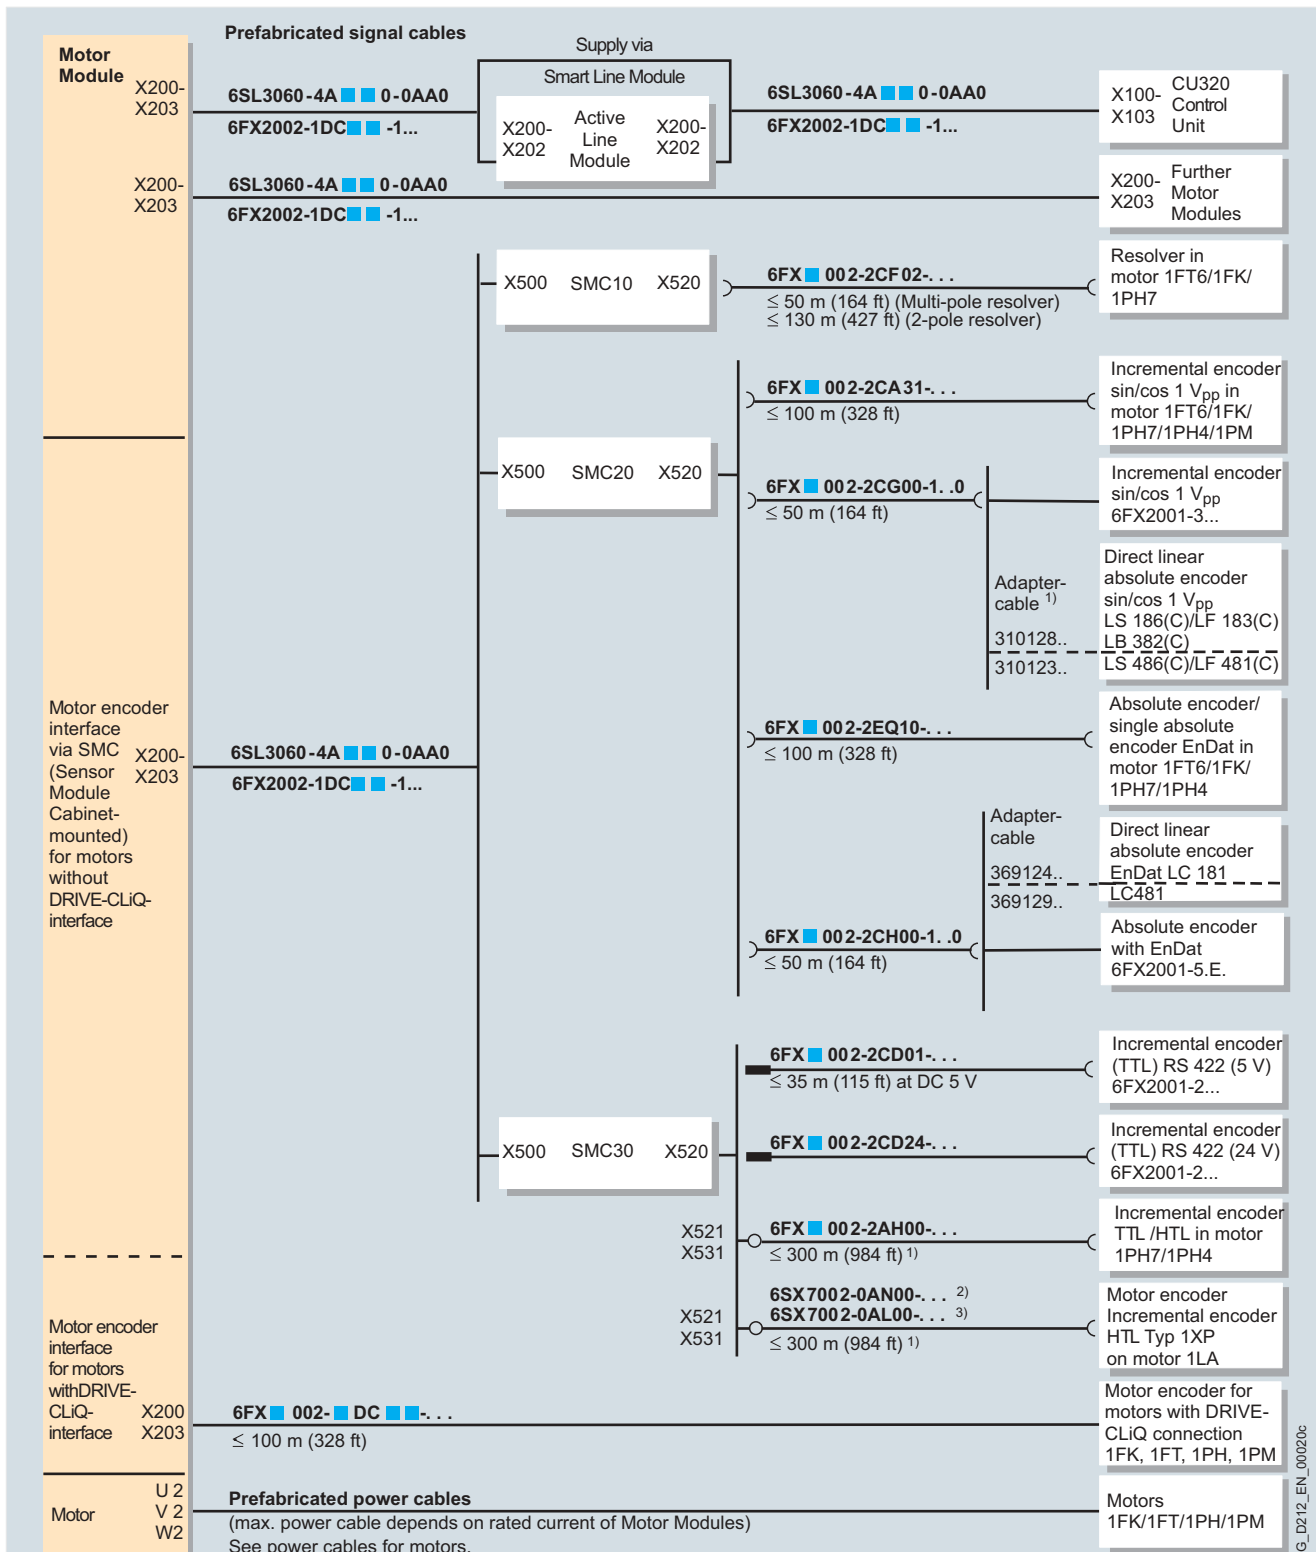 Prefabricated signal cables
Motor
Module
X200-
X203
6SL3060-4A 0-0AA0
6FX2002-1DC -1...
Supply via
Smart Line Module
X200-
X202
Active
Line
Module
X200-
X202
6SL3060-4A 0-0AA0
6FX2002-1DC -1...
X100-
X103
CU320
Control
Unit
X200-
X203
6SL3060-4A 0-0AA0
6FX2002-1DC -1...
X200-
X203
Further
Motor
Modules
X500 SMC10 X520
6FX 002-2CF02-. . .
≤ 50 m (164 ft) (Multi-pole resolver)
≤ 130 m (427 ft) (2-pole resolver)
Resolver in
motor 1FT6/1FK/
1PH7
6FX 002-2CA31-. . .
≤ 100 m (328 ft)
Incremental encoder
sin/cos 1 Vpp in
motor 1FT6/1FK/
1PH7/1PH4/1PM
X500 SMC20 X520
6FX 002-2CG00-1. .0
≤ 50 m (164 ft)
Incremental encoder
sin/cos 1 Vpp
6FX2001-3...
Adapter-
cable 1)
310128..
310123..
Direct linear
absolute encoder
sin/cos 1 Vpp
LS 186(C)/LF 183(C)
LB 382(C)
LS 486(C)/LF 481(C)
Motor encoder
interface
via SMC
(Sensor
Module
Cabinet-
mounted)
for motors
without
DRIVE-CLiQ-
interface
X200-
X203
6SL3060-4A 0-0AA0
6FX2002-1DC -1...
6FX 002-2EQ10-. . .
≤ 100 m (328 ft)
Absolute encoder/
single absolute
encoder EnDat in
motor 1FT6/1FK/
1PH7/1PH4
Adapter-
cable
369124..
369129..
Direct linear
absolute encoder
EnDat LC 181
LC481
6FX 002-2CH00-1. .0
≤ 50 m (164 ft)
Absolute encoder
with EnDat
6FX2001-5.E.
6FX 002-2CD01-. . .
≤ 35 m (115 ft) at DC 5 V
Incremental encoder
(TTL) RS 422 (5 V)
6FX2001-2...
X500 SMC30 X520
6FX 002-2CD24-. . .
Incremental encoder
(TTL) RS 422 (24 V)
6FX2001-2...
X521
X531
6FX 002-2AH00-. . .
≤ 300 m (984 ft) 1)
Incremental encoder
TTL /HTL in motor
1PH7/1PH4
X521
X531
6SX7002-0AN00-. . . 2)
6SX7002-0AL00-. . . 3)
≤ 300 m (984 ft) 1)
Motor encoder
Incremental encoder
HTL Typ 1XP
on motor 1LA
Motor encoder
interface
for motors
withDRIVE-
CLiQ-
interface
X200
X203
6FX 002- DC -. . .
≤ 100 m (328 ft)
Motor encoder for
motors with DRIVE-
CLiQ connection
1FK, 1FT, 1PH, 1PM
Motor
U 2
V 2
W2
Prefabricated power cables
(max. power cable depends on rated current of Motor Modules)
See power cables for motors.
Motors
1FK/1FT/1PH/1PM
G_D212_EN_00020c